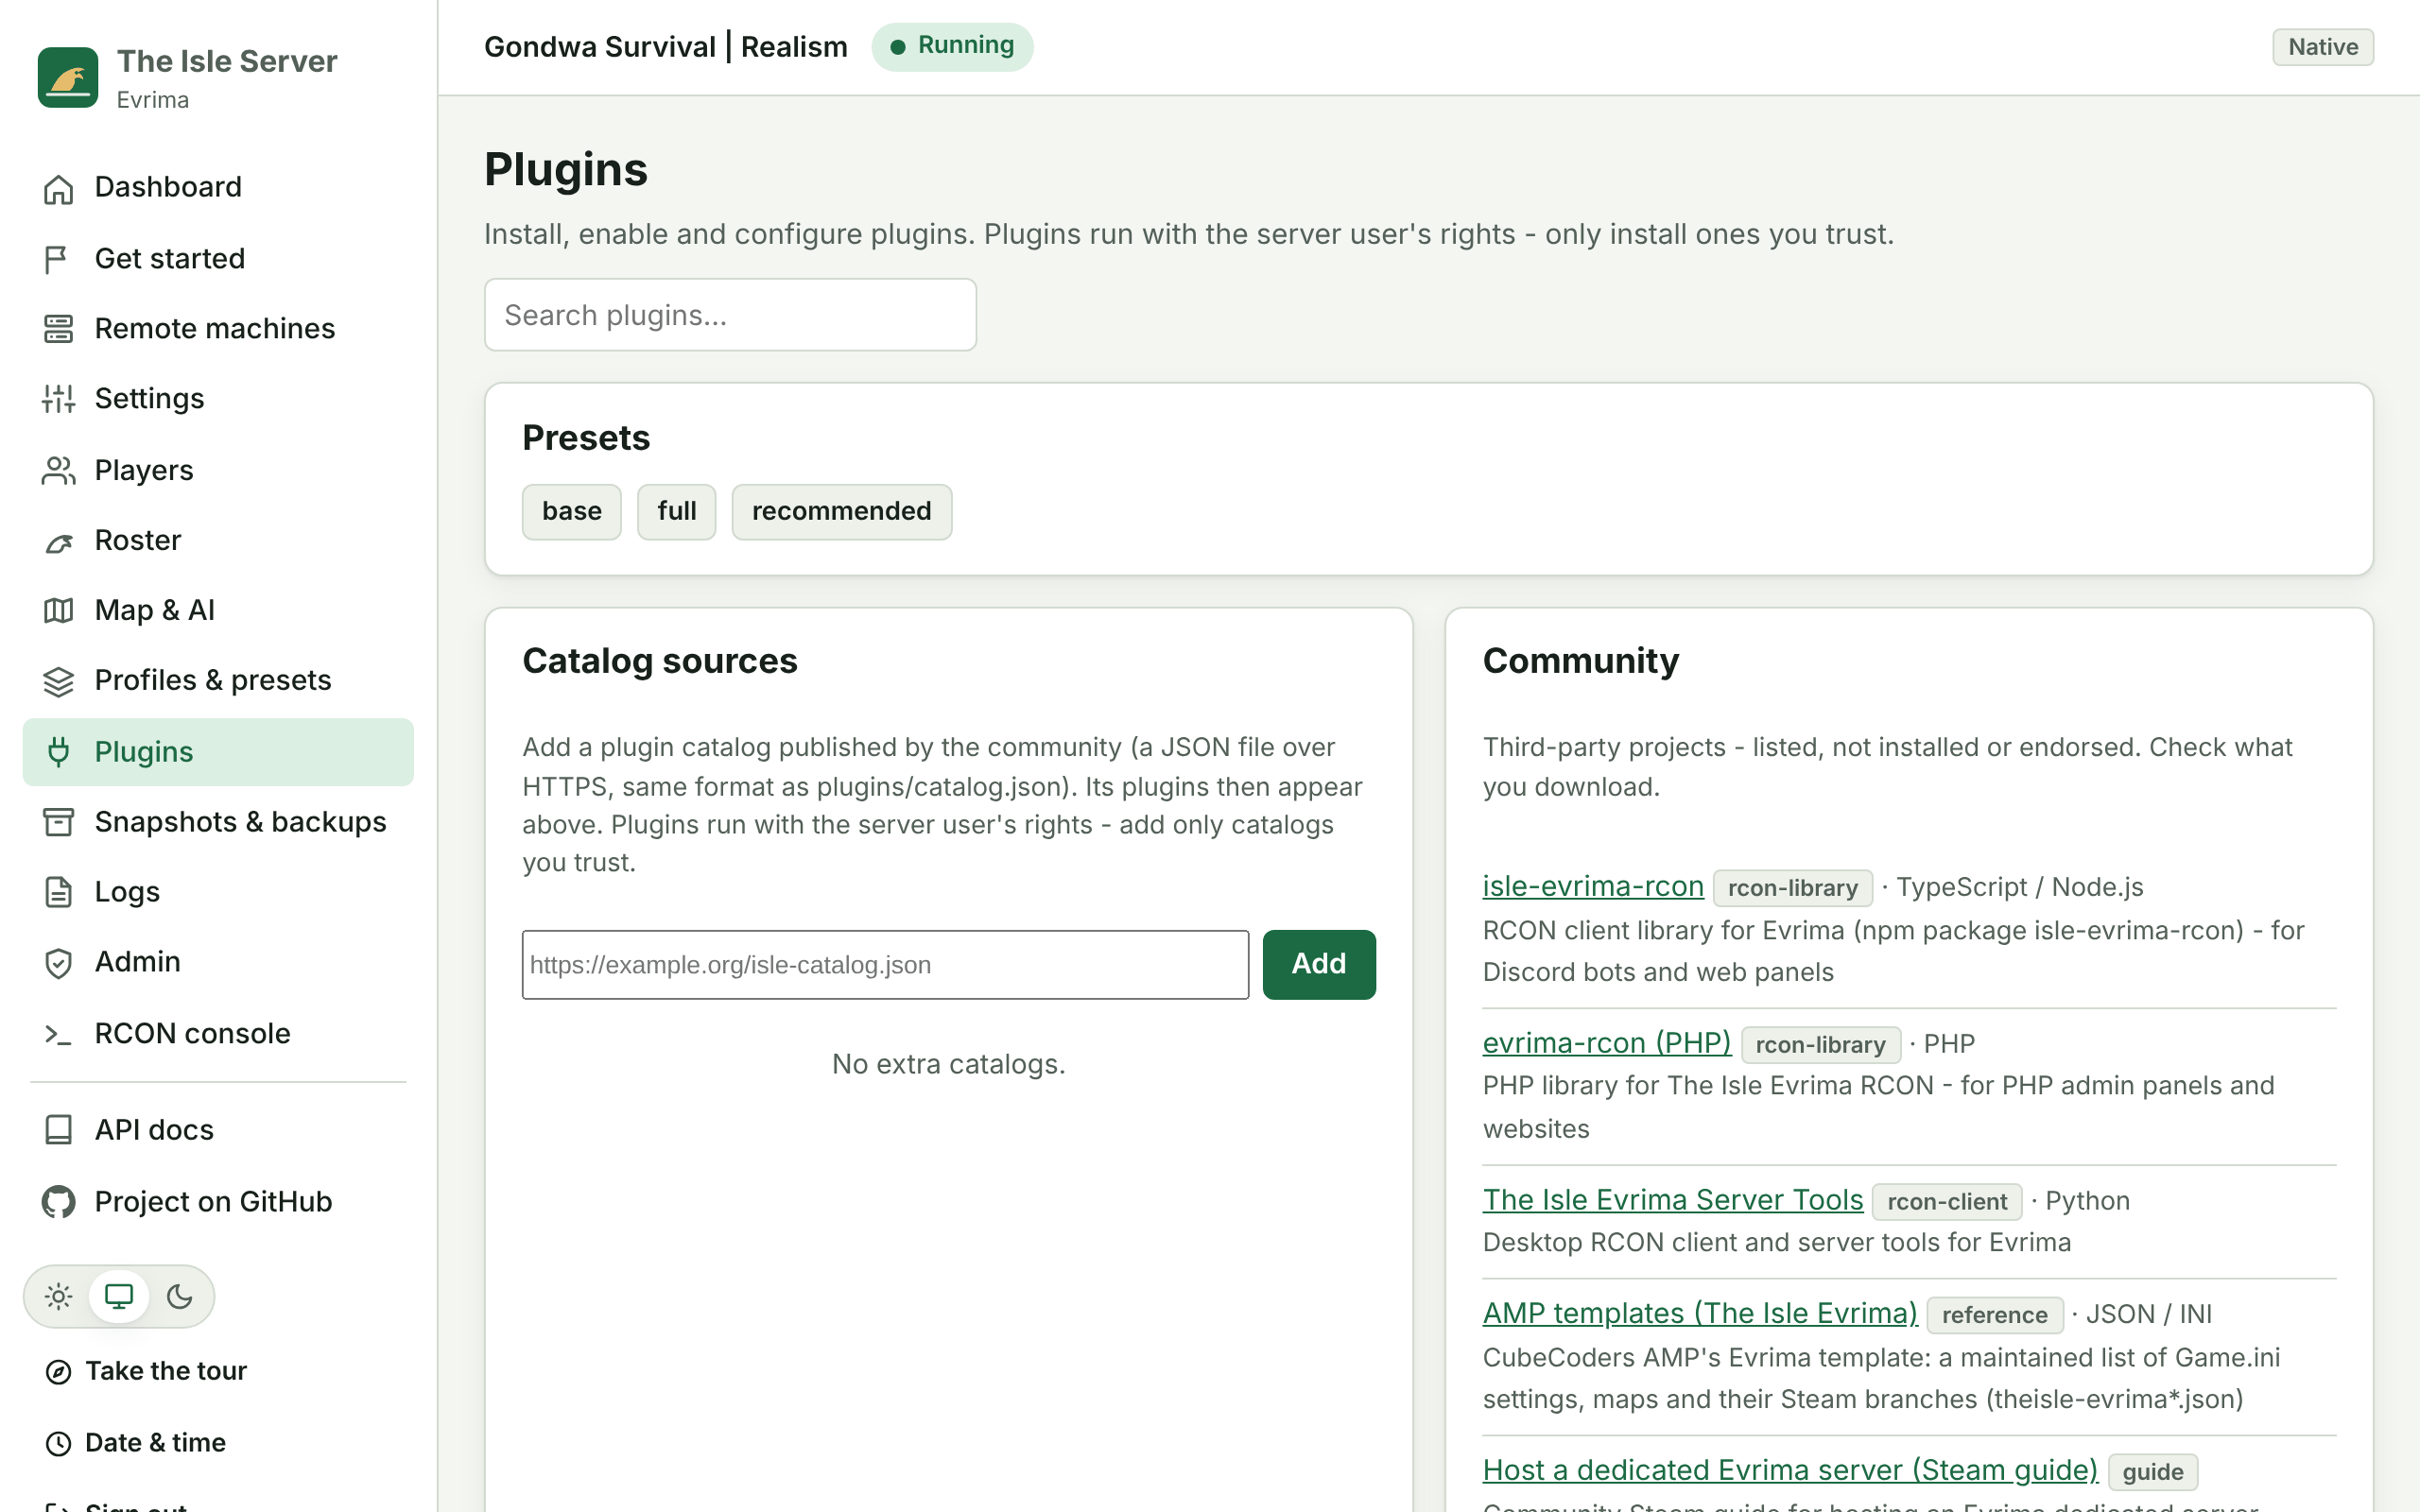 The Isle Server
Evrima
Dashboard
Get started
Remote machines
Settings
Players
Roster
Map & AI
Profiles & presets
Plugins
Snapshots & backups
Logs
Admin
RCON console
API docs
Project on GitHub
Take the tour
Date & time
Sign out
Gondwa Survival | Realism
Running
Native
Plugins
Install, enable and configure plugins. Plugins run with the server user's rights - only install ones you trust.
Search plugins...
Presets
base
full
recommended
Catalog sources
Add a plugin catalog published by the community (a JSON file over
HTTPS, same format as plugins/catalog.json). Its plugins then appear
above. Plugins run with the server user's rights - add only catalogs
you trust.
https://example.org/isle-catalog.json
Add
No extra catalogs.
Community
Third-party projects - listed, not installed or endorsed. Check what
you download.
isle-evrima-rcon rcon-library · TypeScript / Node.js
RCON client library for Evrima (npm package isle-evrima-rcon) - for
Discord bots and web panels
evrima-rcon (PHP) rcon-library · PHP
PHP library for The Isle Evrima RCON - for PHP admin panels and
websites
The Isle Evrima Server Tools rcon-client · Python
Desktop RCON client and server tools for Evrima
AMP templates (The Isle Evrima) reference · JSON / INI
CubeCoders AMP's Evrima template: a maintained list of Game.ini
settings, maps and their Steam branches (theisle-evrima*.json)
Host a dedicated Evrima server (Steam guide) guide
Community Steam guide for hosting an Evrima dedicated server